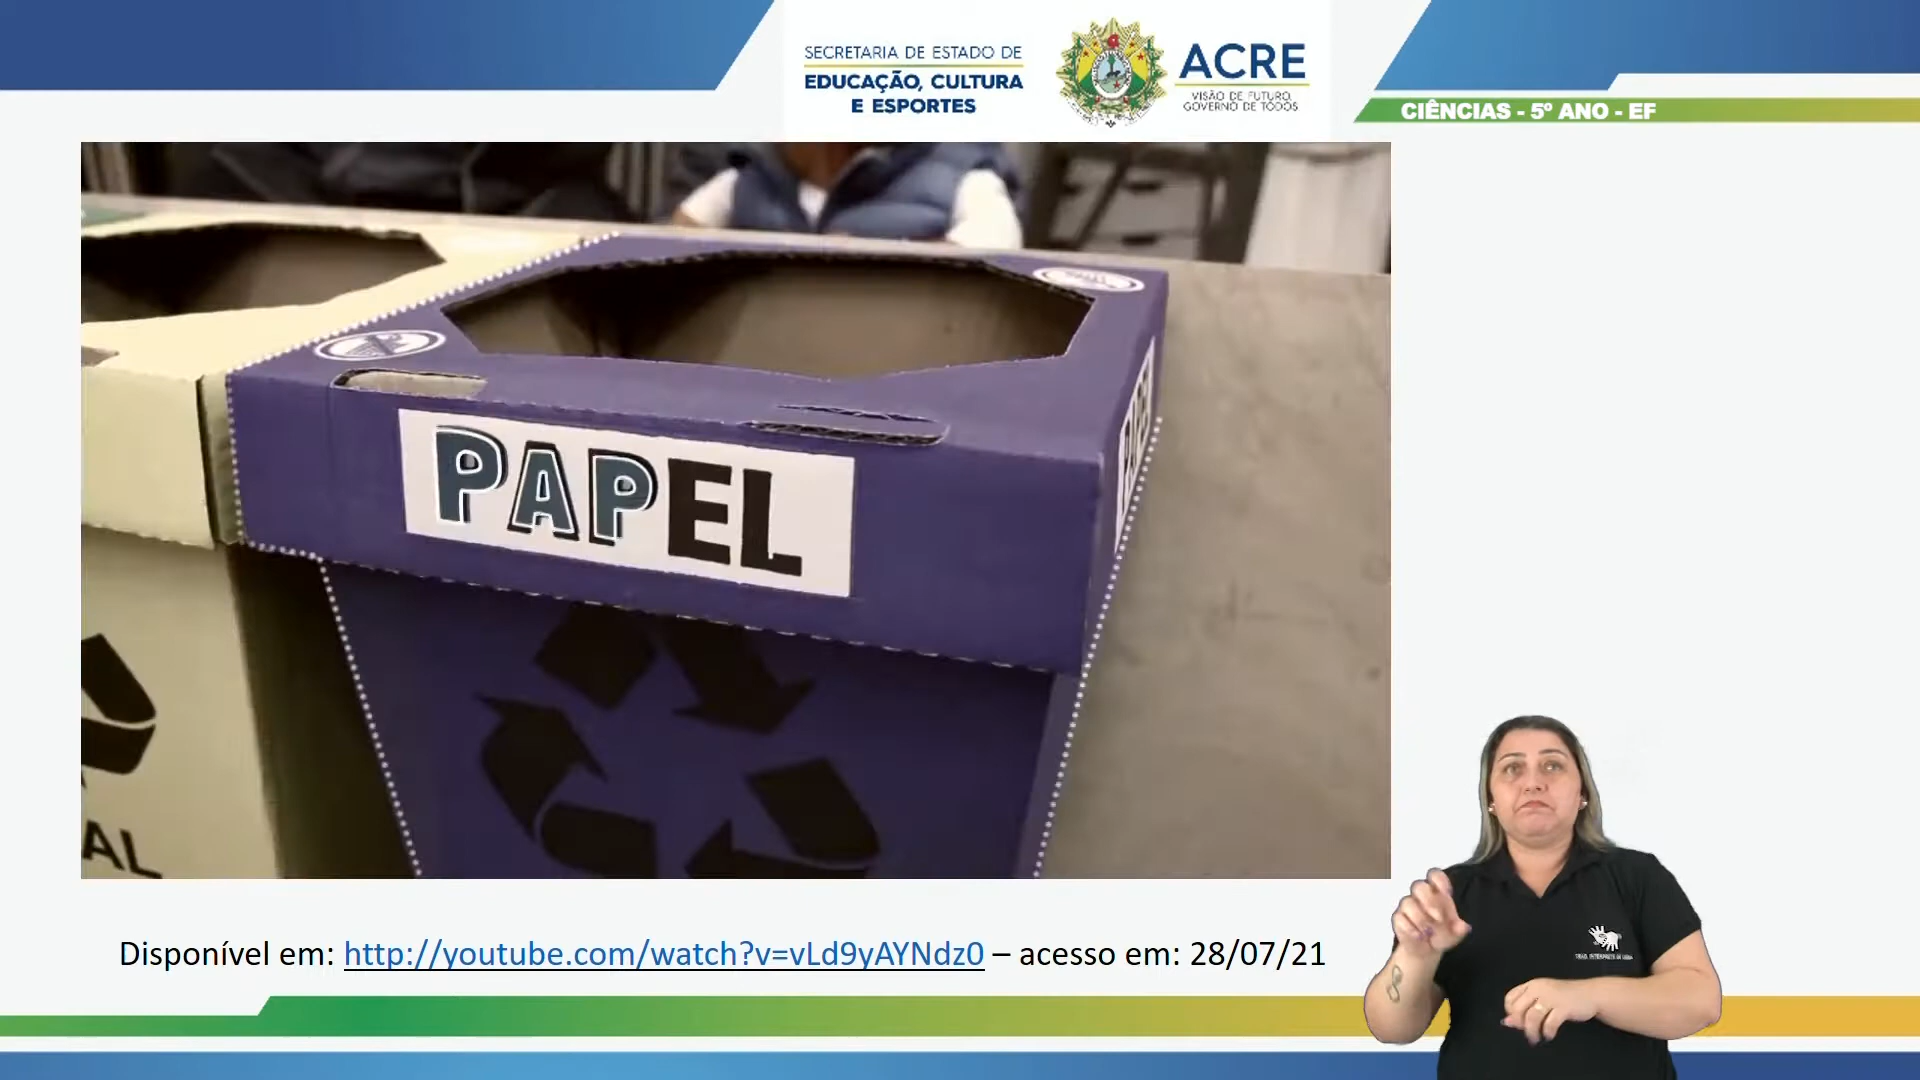 SECRETARIA DE ESTADO DE
EDUCAÇÃO, CULTURA
E ESPORTES
ACRE
VISÃO DE FUTURO,
GOVERNO DE TODOS
CIÊNCIAS - 5º ANO - EF
PAPEL
PAPEL
AL
Disponível em: http://youtube.com/watch?v=vLd9yAYNdz0 – acesso em: 28/07/21